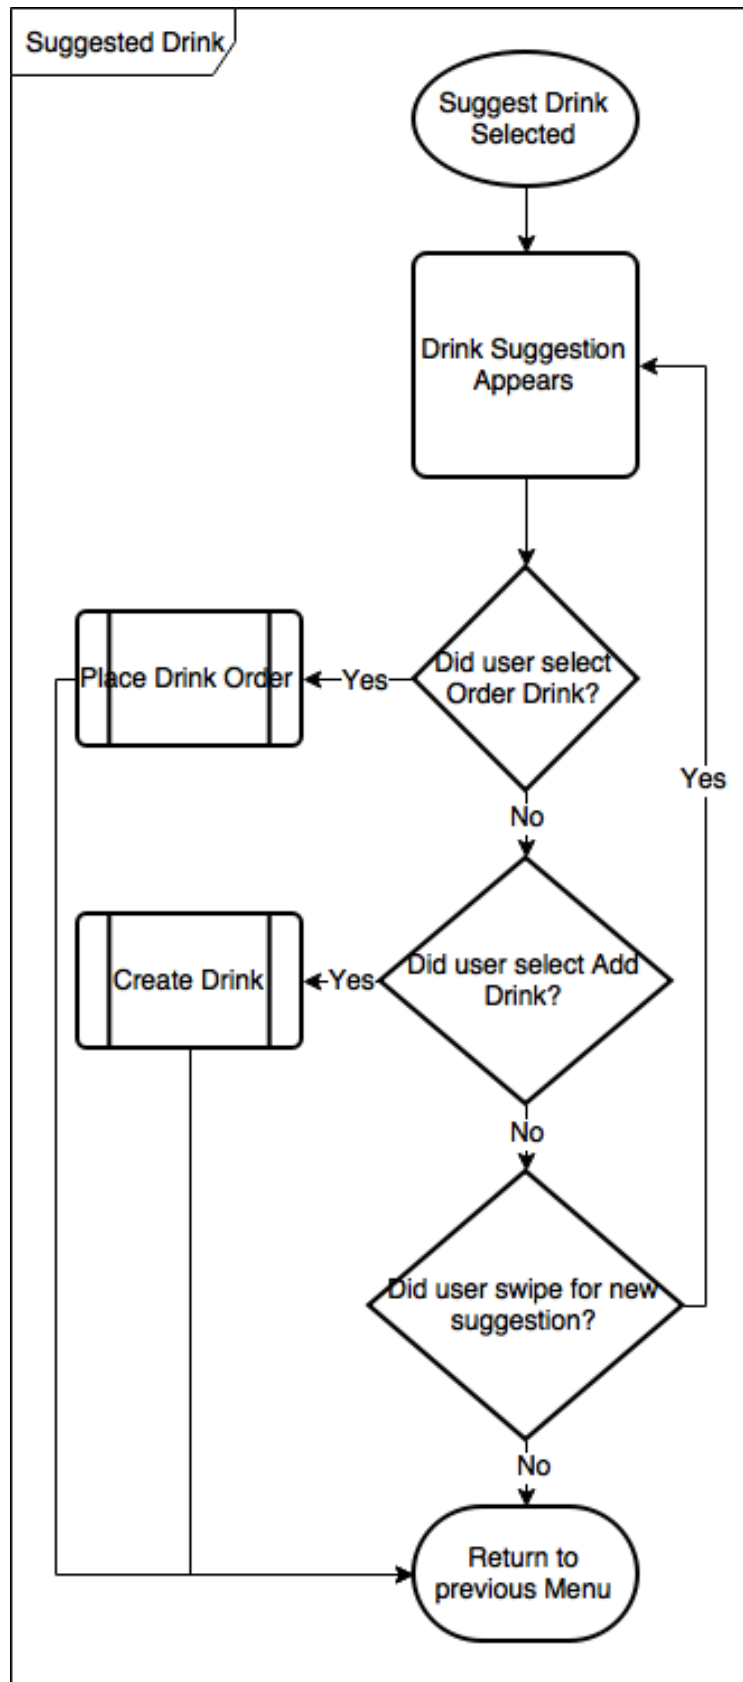 Suggested Drink
Suggest Drink
Selected
Drink Suggestion
Appears
Did user select
Order Drink?
Yes
Place Drink Order
No
Did user select Add
Drink?
Yes
Create Drink
No
Did user swipe for new
suggestion?
Yes
No
Return to
previous Menu